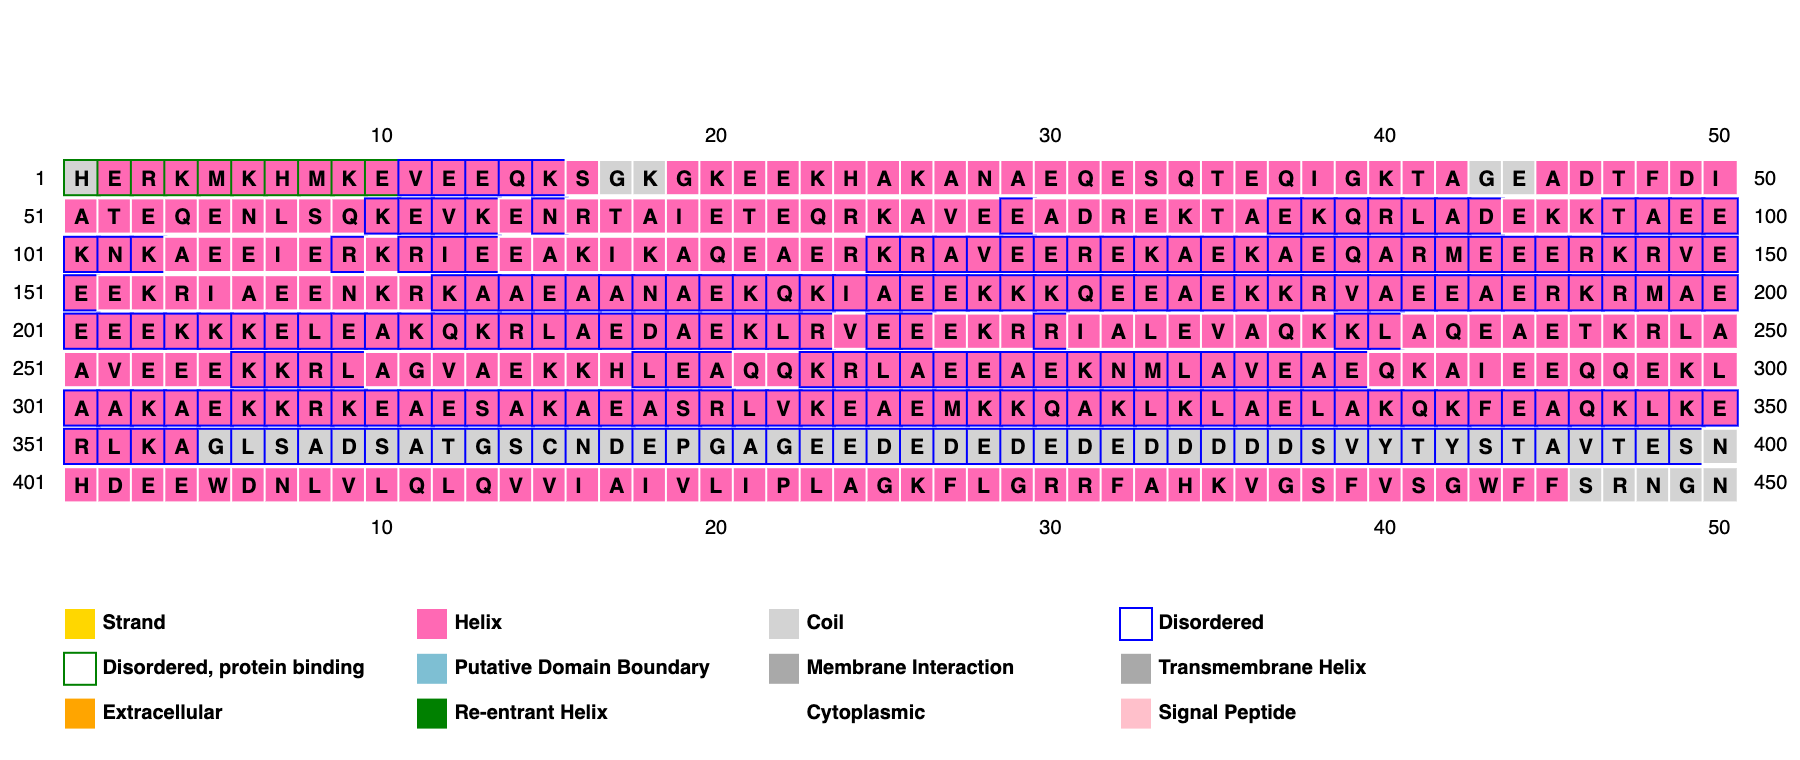 10 20 30 40 50
1 H E R K M K H M K E V E E Q K S G K G K E E K H A K A N A E Q E S Q T E Q I G K T A G E A D T F D I 50
51 A T E Q E N L S Q K E V K E N R T A I E T E Q R K A V E E A D R E K T A E K Q R L A D E K K T A E E 100
101 K N K A E E I E R K R I E E A K I K A Q E A E R K R A V E E R E K A E K A E Q A R M E E E R K R V E 150
151 E E K R I A E E N K R K A A E A A N A E K Q K I A E E K K K Q E E A E K K R V A E E A E R K R M A E 200
201 E E E K K K E L E A K Q K R L A E D A E K L R V E E E K R R I A L E V A Q K K L A Q E A E T K R L A 250
251 A V E E E K K R L A G V A E K K H L E A Q Q K R L A E E A E K N M L A V E A E Q K A I E E Q Q E K L 300
301 A A K A E K K R K E A E S A K A E A S R L V K E A E M K K Q A K L K L A E L A K Q K F E A Q K L K E 350
351 R L K A G L S A D S A T G S C N D E P G A G E E D E D E D E D E D D D D D S V Y T Y S T A V T E S N 400
401 H D E E W D N L V L Q L Q V V I A I V L I P L A G K F L G R R F A H K V G S F V S G W F F S R N G N 450
10 20 30 40 50
Strand Helix Coil Disordered
Disordered, protein binding Putative Domain Boundary Membrane Interaction Transmembrane Helix
Extracellular Re-entrant Helix Cytoplasmic Signal Peptide